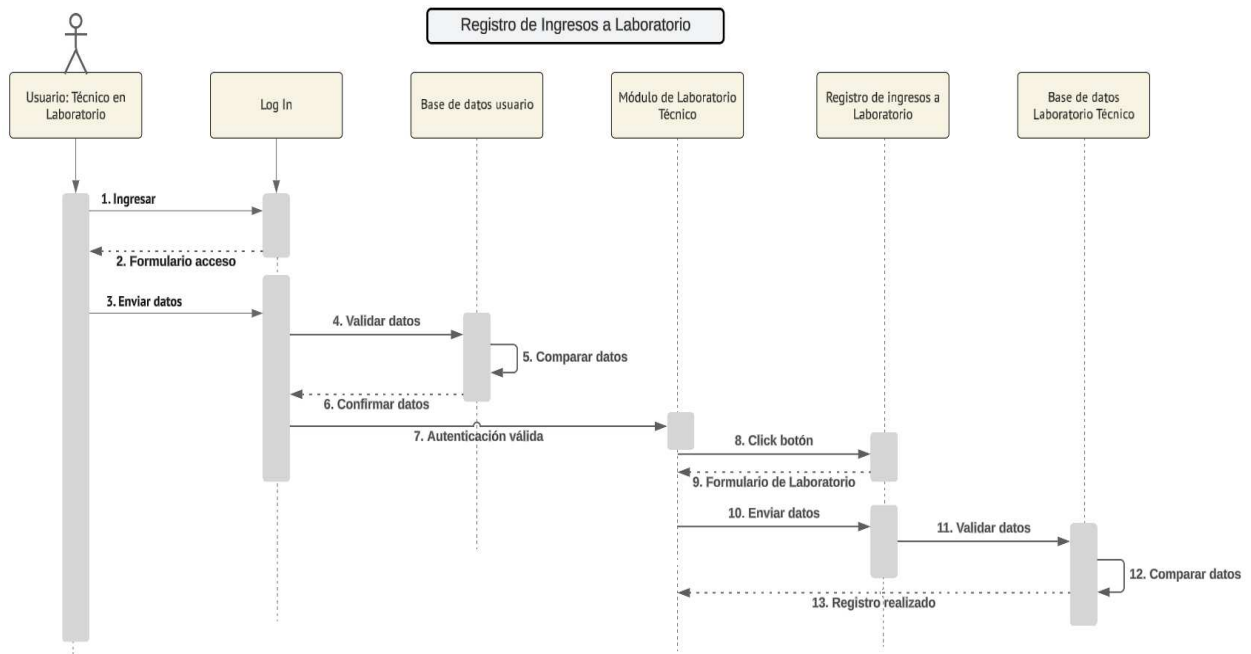 Registro de Ingresos a Laboratorio
Usuario: Técnico en
Laboratorio
Log In
Base de datos usuario
Módulo de Laboratorio
Técnico
Registro de ingresos a
Laboratorio
Base de datos
Laboratorio Técnico
1. Ingresar
2. Formulario acceso
3. Enviar datos
4. Validar datos
5. Comparar datos
6. Confirmar datos
7. Autenticación válida
8. Click botón
9. Formulario de Laboratorio
10. Enviar datos
11. Validar datos
12. Comparar datos
13. Registro realizado